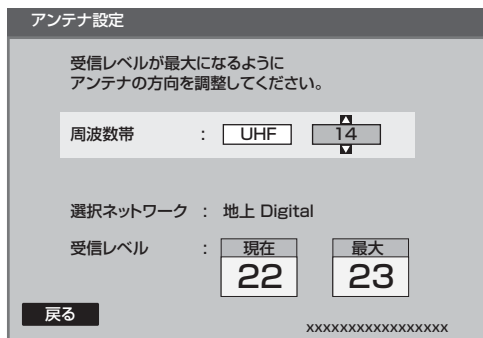 アンテナ設定
受信レベルが最大になるように
アンテナの方向を調整してください。
周波数帯 : UHF 14
選択ネットワーク : 地上 Digital
受信レベル : 現在 最大
22 23
戻る
xxxxxxxxxxxxxxxxx